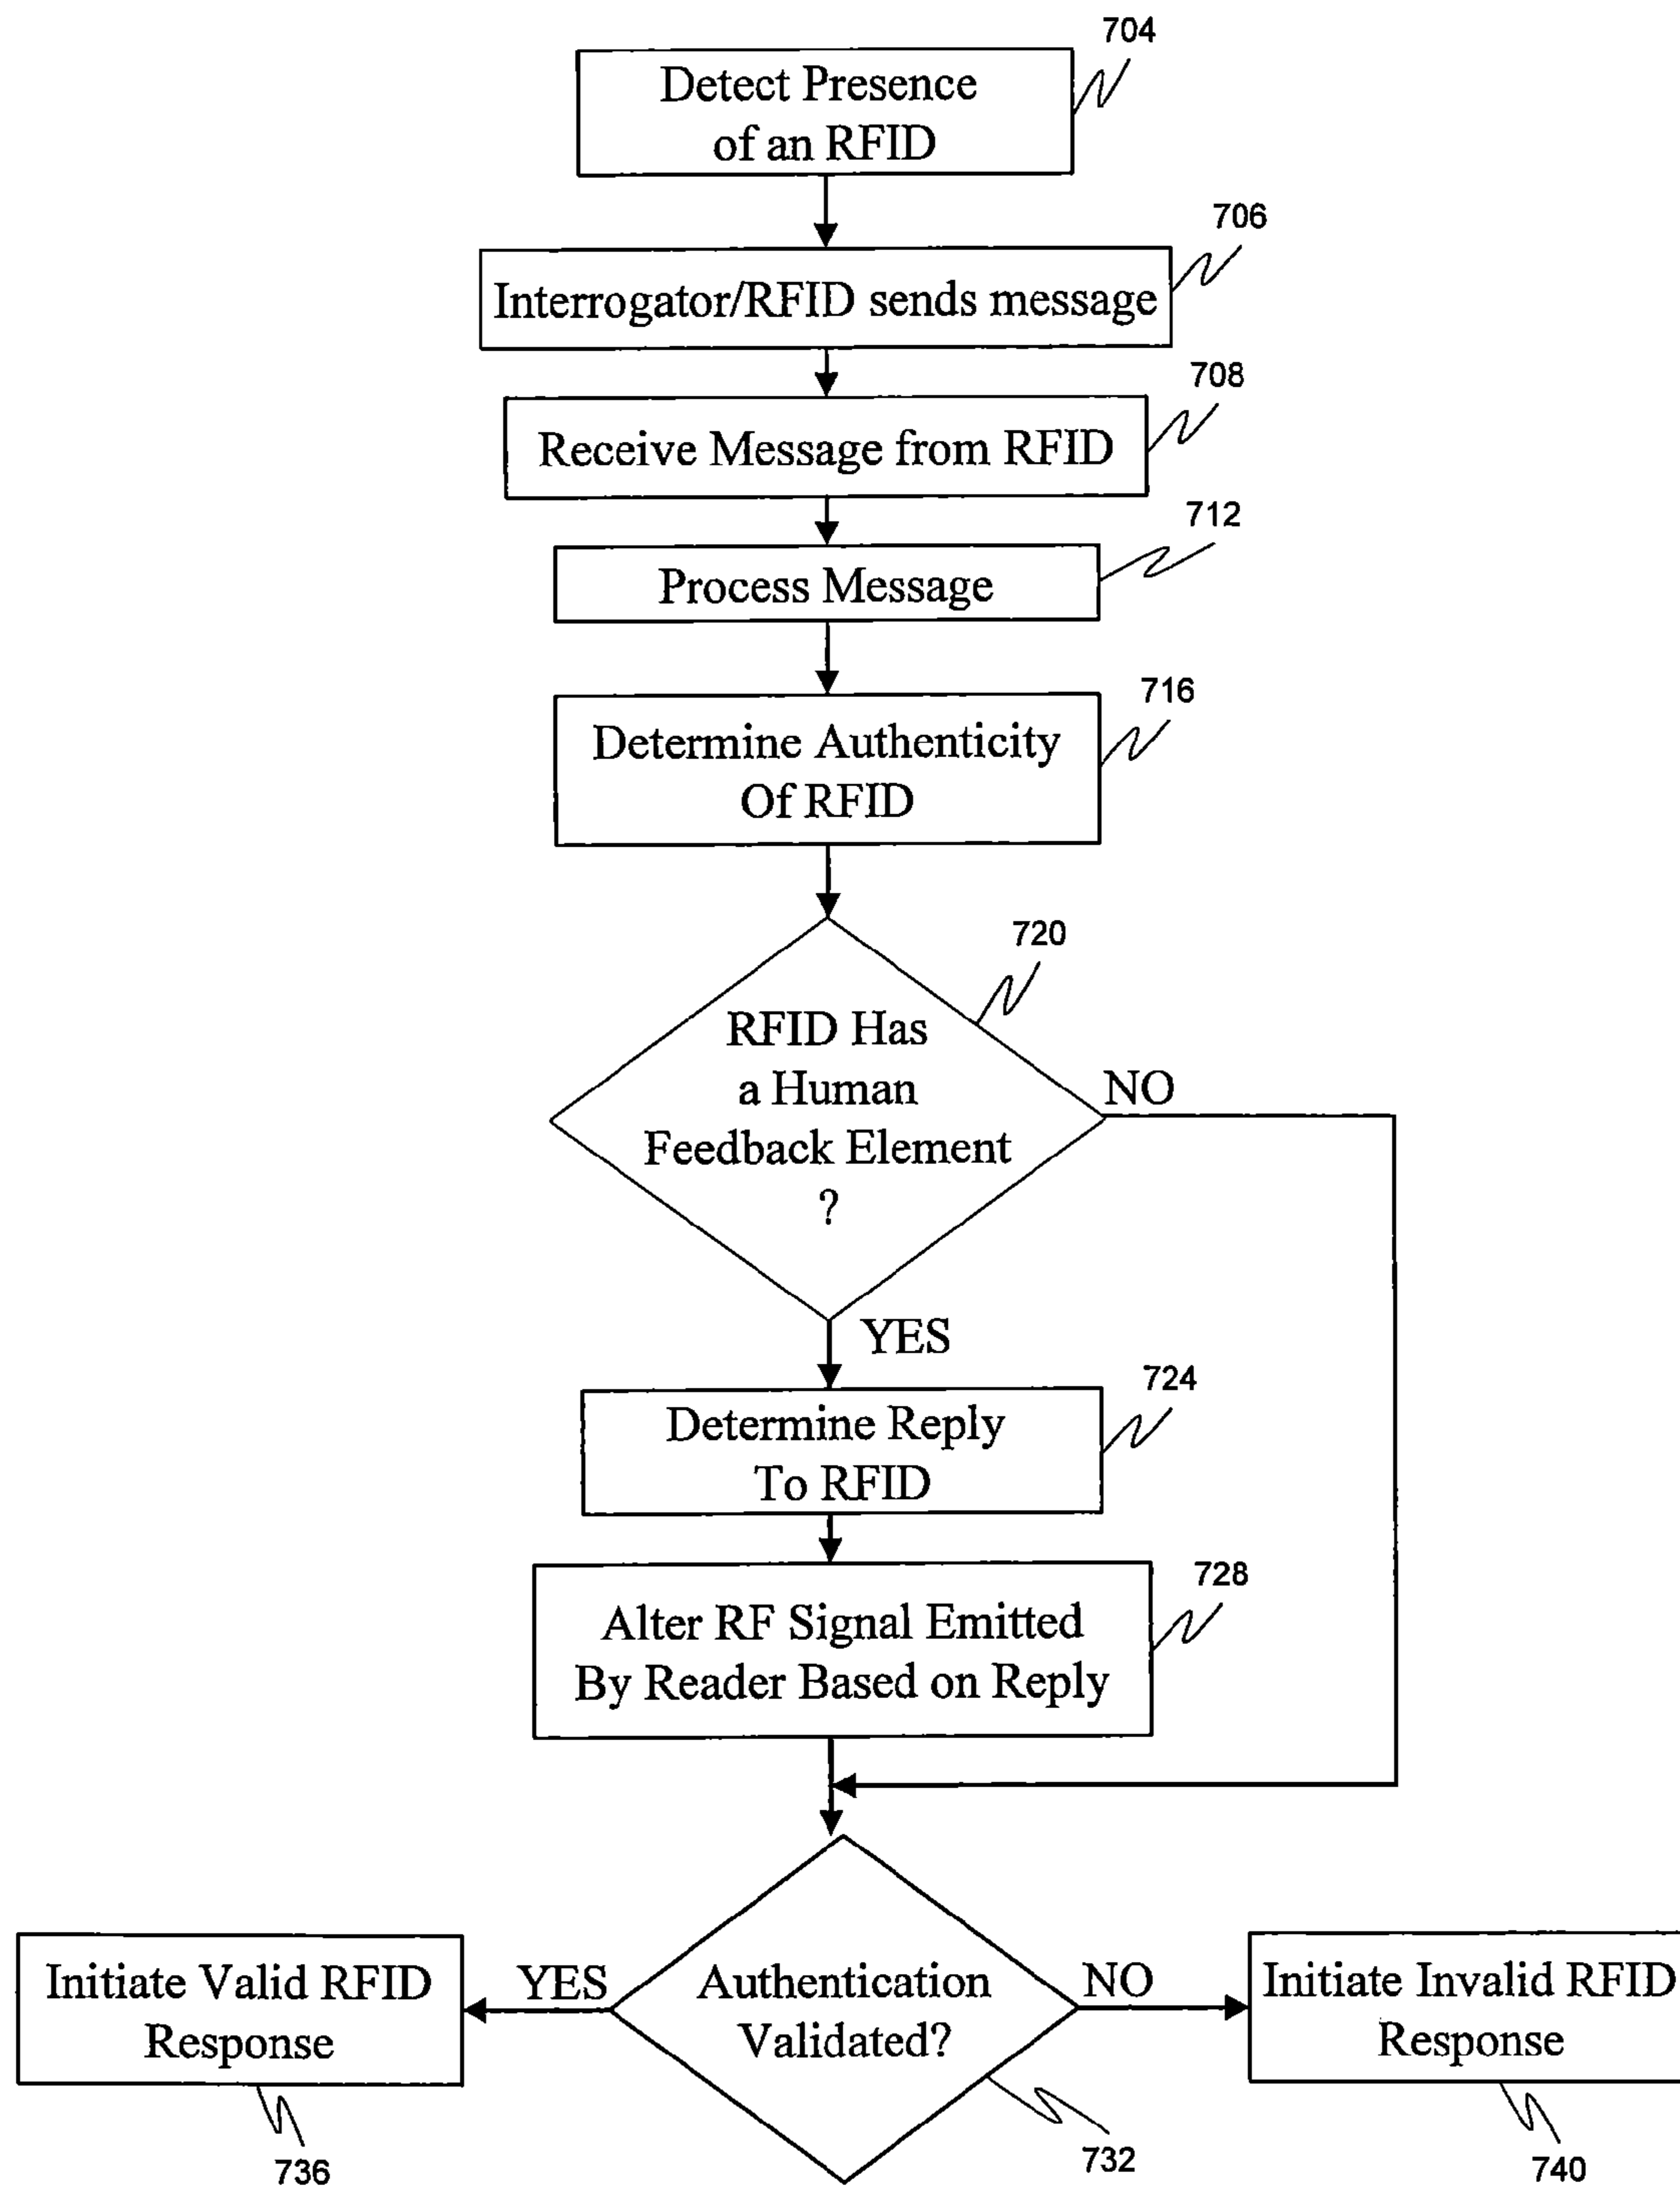 704
Detect Presence
of an RFID
706
Interrogator/RFID sends message
708
Receive Message from RFID
712
Process Message
716
Determine Authenticity
Of RFID
720
RFID Has
a Human
Feedback Element
?
NO
YES
724
Determine Reply
To RFID
728
Alter RF Signal Emitted
By Reader Based on Reply
Initiate Valid RFID
Response
YES
Authentication
Validated?
NO
Initiate Invalid RFID
Response
736
732
740